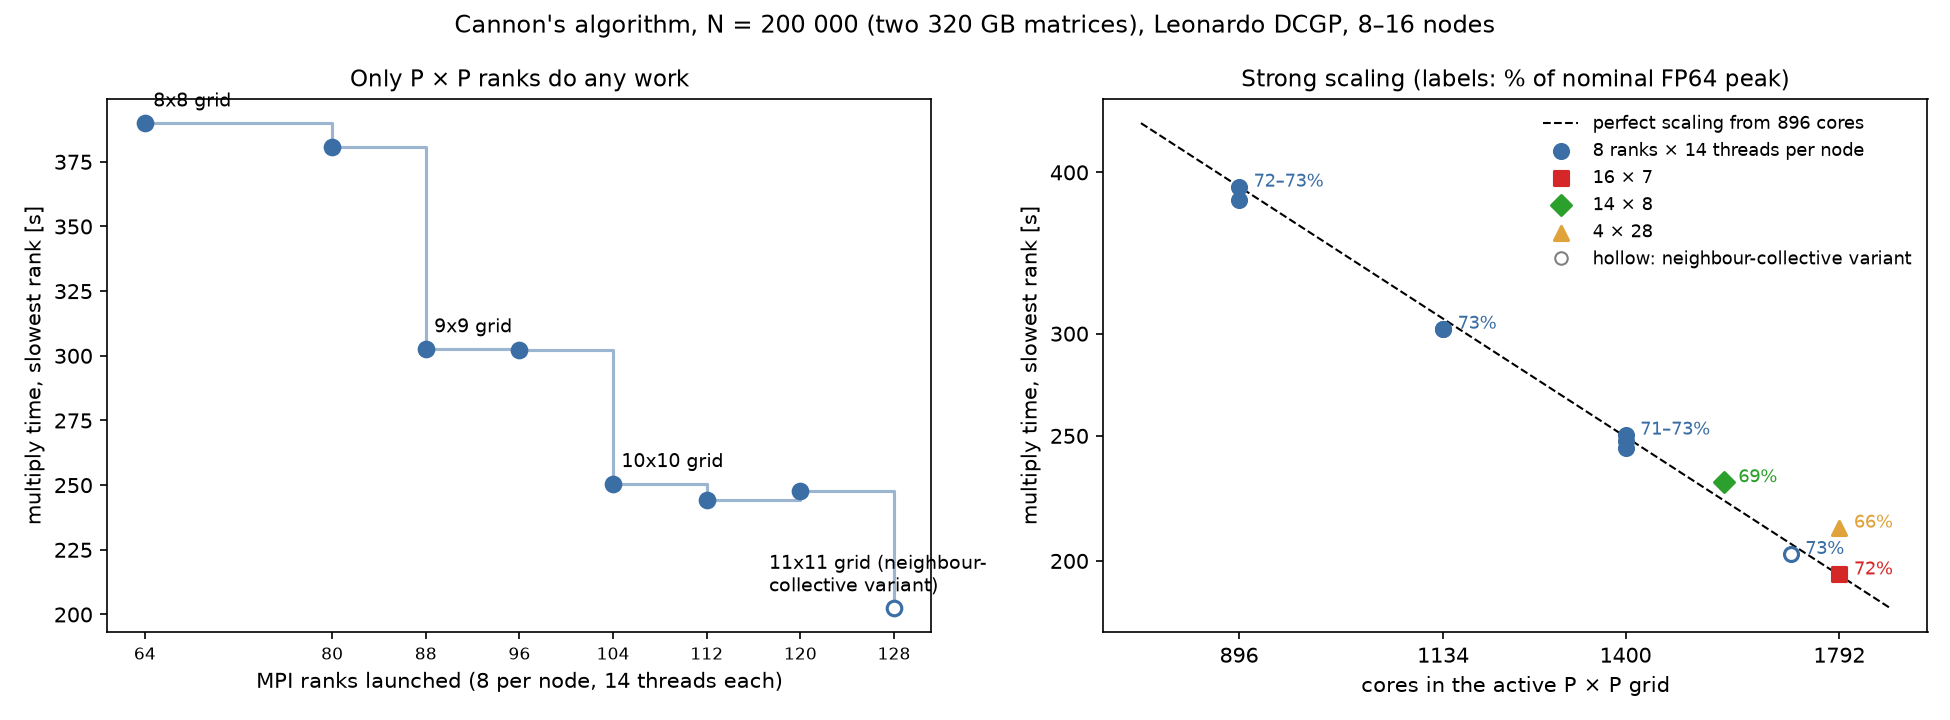 Cannon's algorithm, N = 200 000 (two 320 GB matrices), Leonardo DCGP, 8–16 nodes
Only P × P ranks do any work
multiply time, slowest rank [s]
375
350
325
300
275
250
225
200
8x8 grid
9x9 grid
10x10 grid
11x11 grid (neighbour-
collective variant)
64
80
88
96
104
112
120
128
MPI ranks launched (8 per node, 14 threads each)
Strong scaling (labels: % of nominal FP64 peak)
multiply time, slowest rank [s]
400
300
250
200
perfect scaling from 896 cores
8 ranks × 14 threads per node
16 × 7
14 × 8
4 × 28
hollow: neighbour-collective variant
72–73%
73%
71–73%
69%
66%
73%
72%
896
1134
1400
1792
cores in the active P × P grid